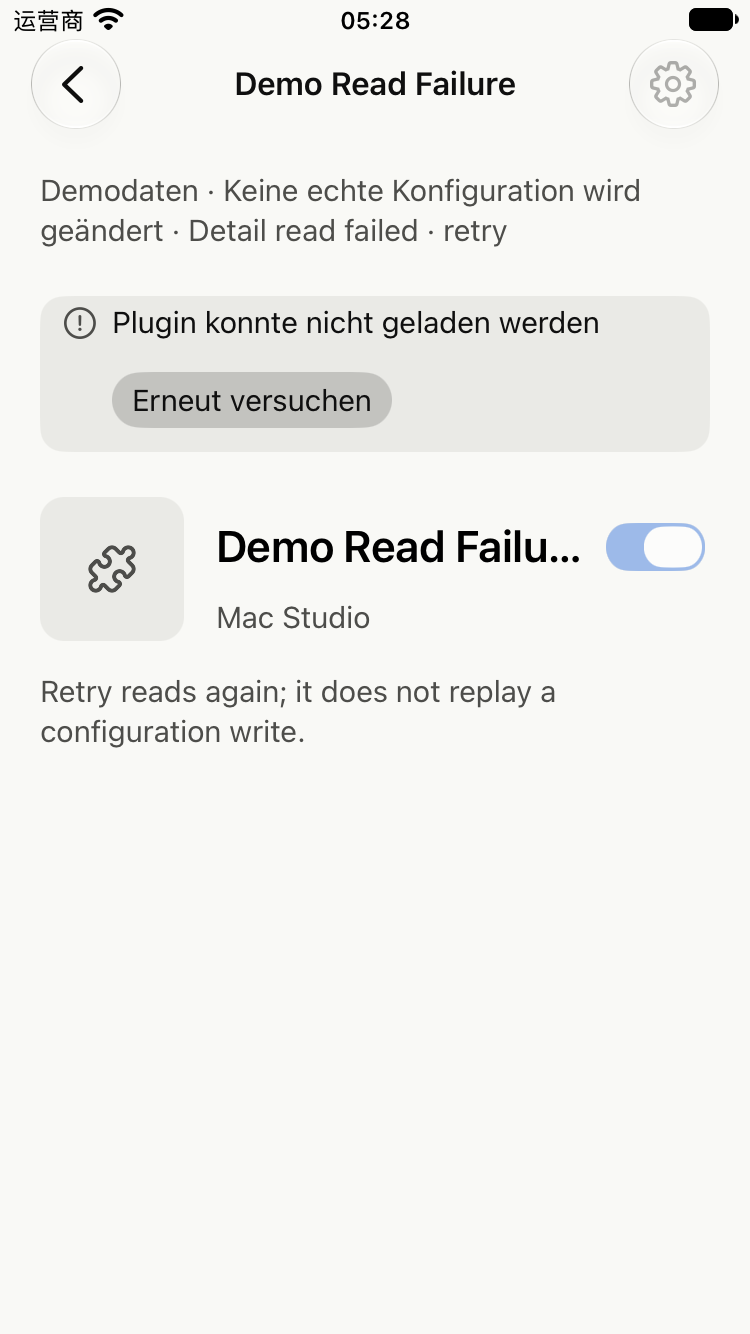 运营商
05:28
Demo Read Failure
Demodaten · Keine echte Konfiguration wird
geändert · Detail read failed · retry
Plugin konnte nicht geladen werden
Erneut versuchen
Demo Read Failu...
Mac Studio
Retry reads again; it does not replay a
configuration write.